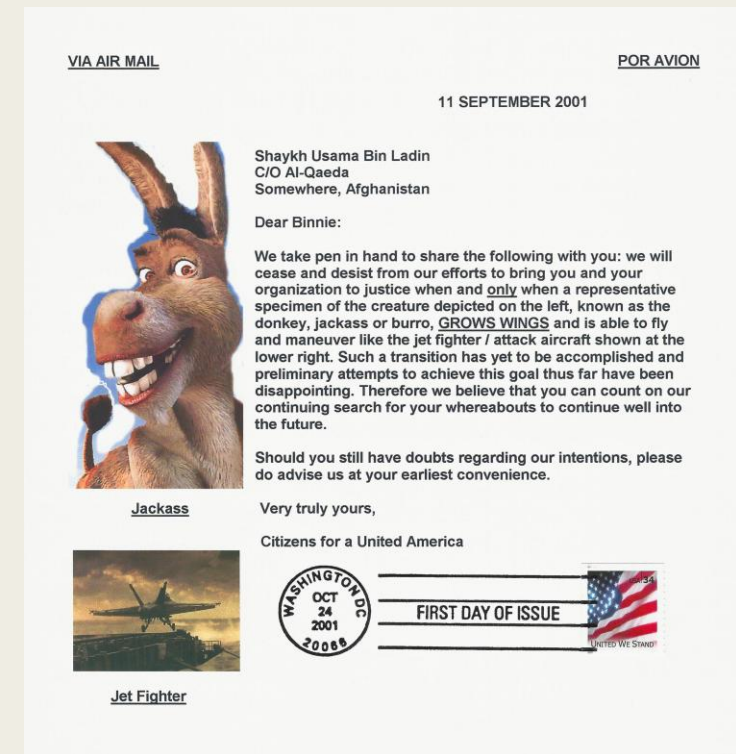 VIA AIR MAIL
POR AVION
11 SEPTEMBER 2001
Shaykh Usama Bin Ladin
C/O Al-Qaeda
Somewhere, Afghanistan
Dear Binnie:
We take pen in hand to share the following with you: we will
cease and desist from our efforts to bring you and your
organization to justice when and only when a representative
specimen of the creature depicted on the left, known as the
donkey, jackass or burro, GROWS WINGS and is able to fly
and maneuver like the jet fighter / attack aircraft shown at the
lower right. Such a transition has yet to be accomplished and
preliminary attempts to achieve this goal thus far have been
disappointing. Therefore we believe that you can count on our
continuing search for your whereabouts to continue well into
the future.
Should you still have doubts regarding our intentions, please
do advise us at your earliest convenience.
Jackass
Very truly yours,
Citizens for a United America
WASHINGTON DC
OCT
24
2001
20066
FIRST DAY OF ISSUE
USA 34
UNITED WE STAND
Jet Fighter